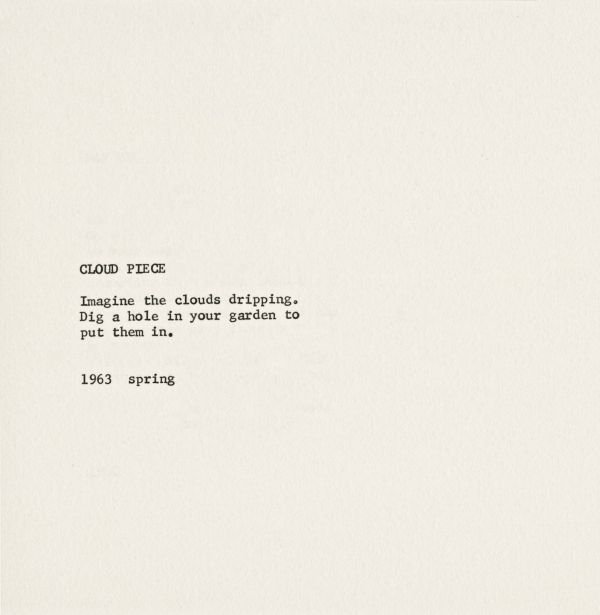 CLOUD PIECE
Imagine the clouds dripping.
Dig a hole in your garden to
put them in.
1963 spring